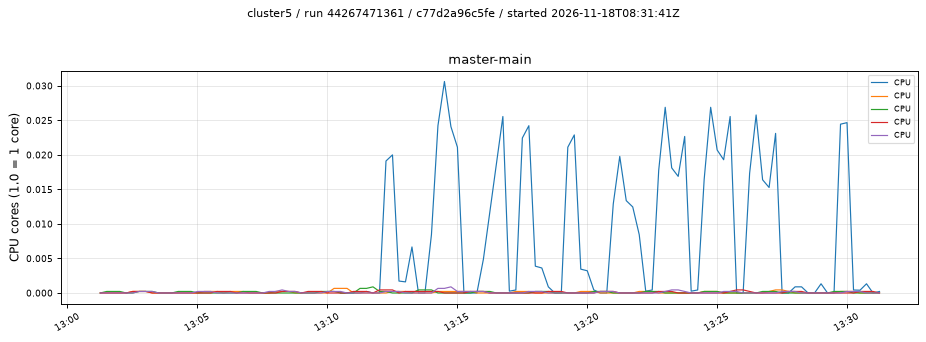 cluster5 / run 44267471361 / c77d2a96c5fe / started 2026-11-18T08:31:41Z
master-main
CPU cores (1.0 = 1 core)
0.030
0.025
0.020
0.015
0.010
0.005
0.000
CPU
CPU
CPU
CPU
CPU
13:00
13:05
13:10
13:15
13:20
13:25
13:30